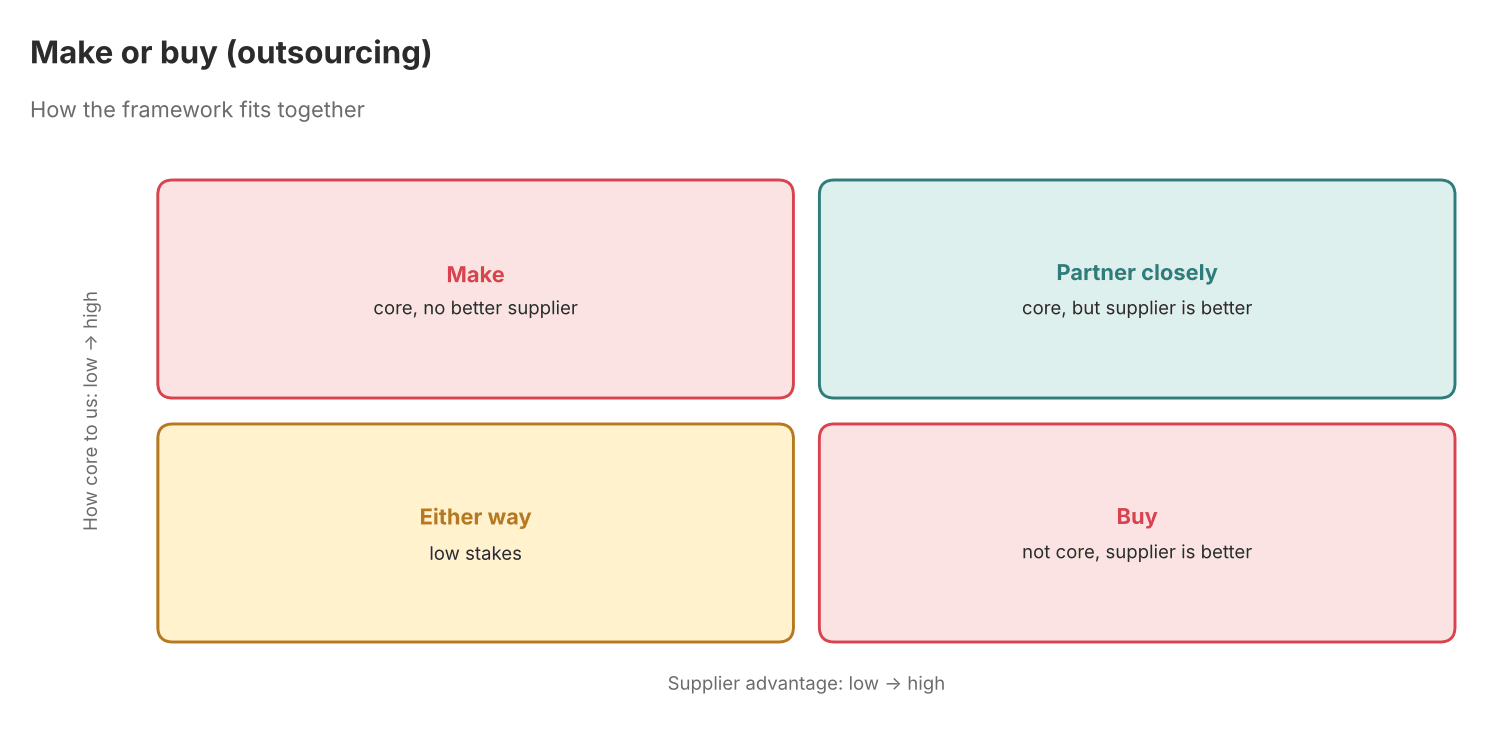 Make or buy (outsourcing)
How the framework fits together
How core to us: low → high
Make
core, no better supplier
Partner closely
core, but supplier is better
Either way
low stakes
Buy
not core, supplier is better
Supplier advantage: low → high